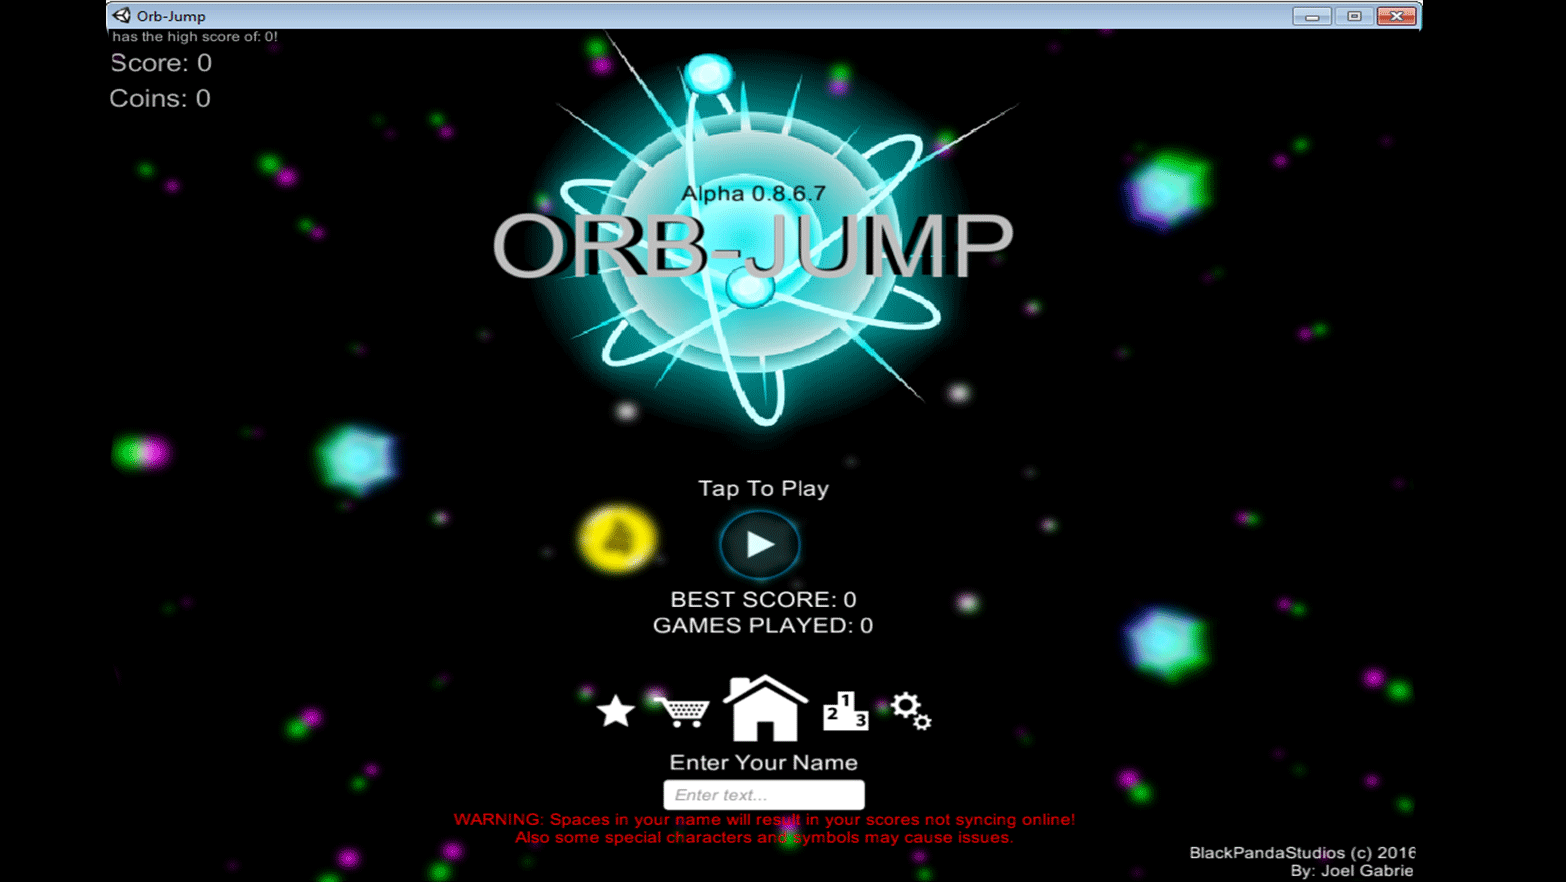 Orb-Jump
has the high score of: 0!
Score: 0
Coins: 0
Alpha 0.8.6.7
ORB-JUMP
Tap To Play
BEST SCORE: 0
GAMES PLAYED: 0
1
2 3
Enter Your Name
Enter text...
WARNING: Spaces in your name will result in your scores not syncing online!
Also some special characters and symbols may cause issues.
BlackPandaStudios (c) 2016
By: Joel Gabrie